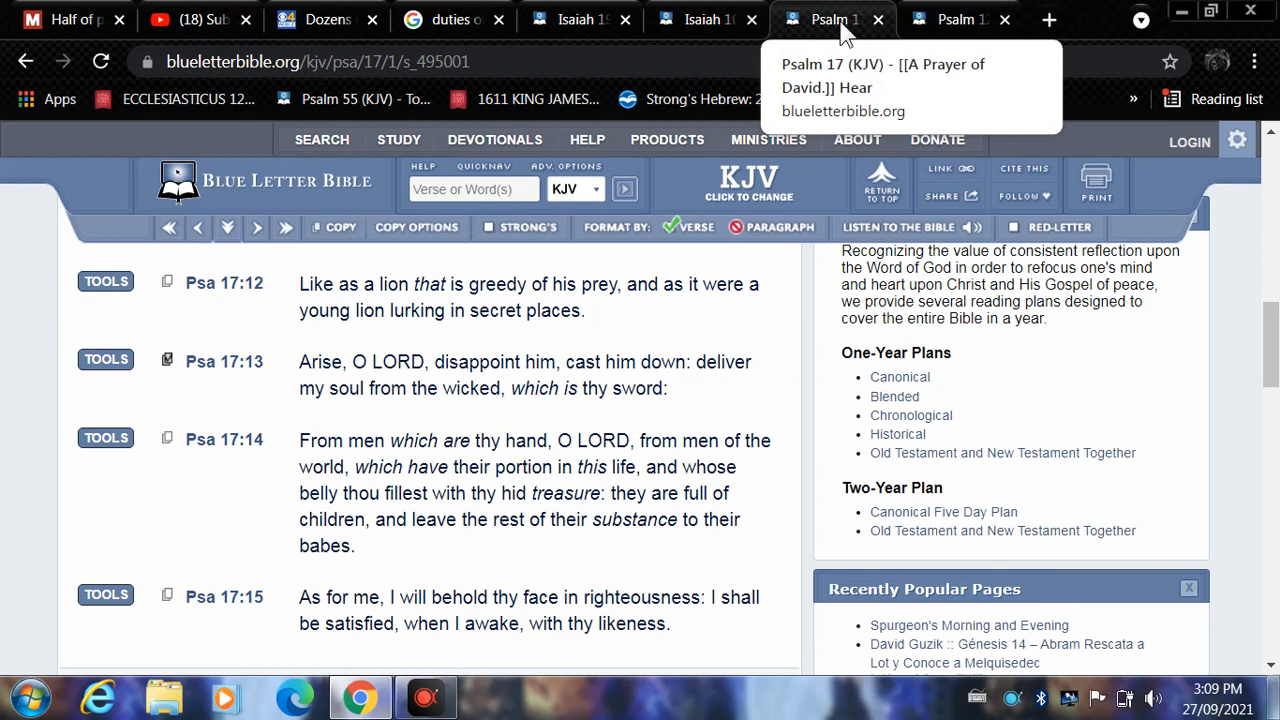 Half of p
(18) Sub
Dozens
duties o
Isaiah 19
Isaiah 10
Psalm 1
Psalm 12
blueletterbible.org/kjv/psa/17/1/s_495001
Psalm 17 (KJV) - [[A Prayer of
David.]] Hear
blueletterbible.org
Apps
ECCLESIASTICUS 12...
Psalm 55 (KJV) - To...
1611 KING JAMES...
Strong's Hebrew: 2
»
Reading list
SEARCH
STUDY
DEVOTIONALS
HELP
PRODUCTS
MINISTRIES
ABOUT
DONATE
LOGIN
BLUE LETTER BIBLE
HELP QUICKNAV ADV. OPTIONS
Verse or Word(s)
KJV
KJV
CLICK TO CHANGE
RETURN
TO TOP
LINK
CITE THIS
SHARE
FOLLOW
PRINT
COPY
COPY OPTIONS
STRONG'S
FORMAT BY:
VERSE
PARAGRAPH
LISTEN TO THE BIBLE
RED-LETTER
TOOLS
Psa 17:12
Like as a lion that is greedy of his prey, and as it were a
young lion lurking in secret places.
TOOLS
Psa 17:13
Arise, O LORD, disappoint him, cast him down: deliver
my soul from the wicked, which is thy sword:
TOOLS
Psa 17:14
From men which are thy hand, O LORD, from men of the
world, which have their portion in this life, and whose
belly thou fillest with thy hid treasure: they are full of
children, and leave the rest of their substance to their
babes.
TOOLS
Psa 17:15
As for me, I will behold thy face in righteousness: I shall
be satisfied, when I awake, with thy likeness.
Recognizing the value of consistent reflection upon
the Word of God in order to refocus one's mind
and heart upon Christ and His Gospel of peace,
we provide several reading plans designed to
cover the entire Bible in a year.
One-Year Plans
Canonical
Blended
Chronological
Historical
Old Testament and New Testament Together
Two-Year Plan
Canonical Five Day Plan
Old Testament and New Testament Together
Recently Popular Pages
Spurgeon's Morning and Evening
David Guzik :: Génesis 14 – Abram Rescata a
Lot y Conoce a Melquisedec
3:09 PM
27/09/2021